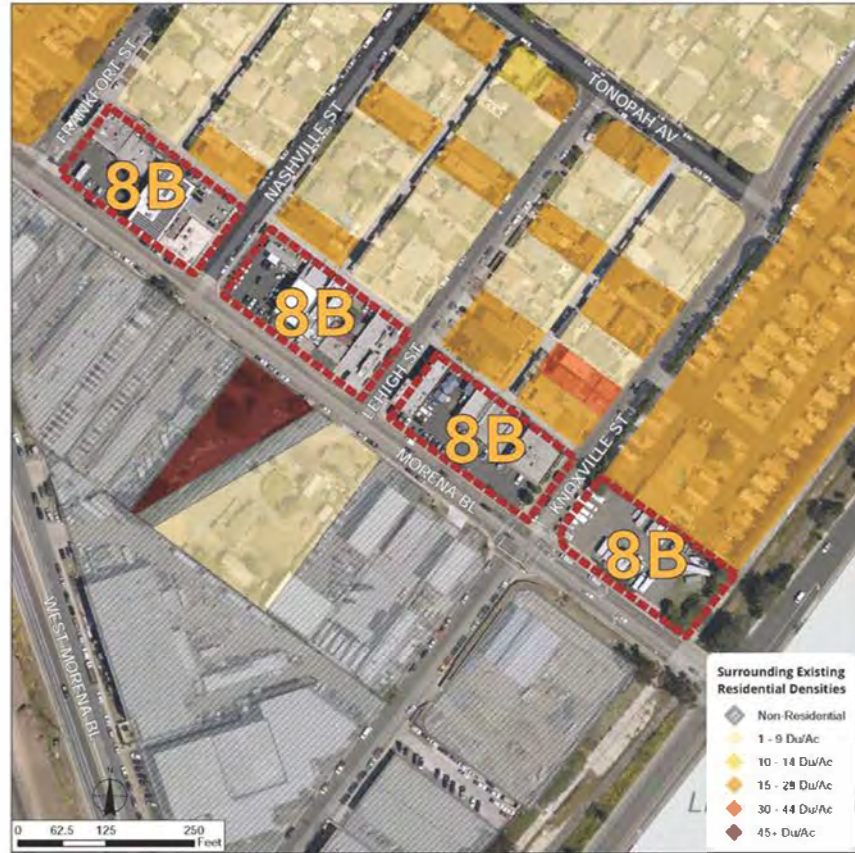 FRANKFORT ST
NASHVILLE ST
TONOPAH AV
8B
8B
LEHIGH ST
8B
MORENA BL
KNOXVILLE ST
8B
WEST MORENA BL
Surrounding Existing
Residential Densities
Non-Residential
1 - 9 Du/Ac
10 - 14 Du/Ac
15 - 29 Du/Ac
30 - 44 Du/Ac
45+ Du/Ac
N
0 62.5 125 250
Feet